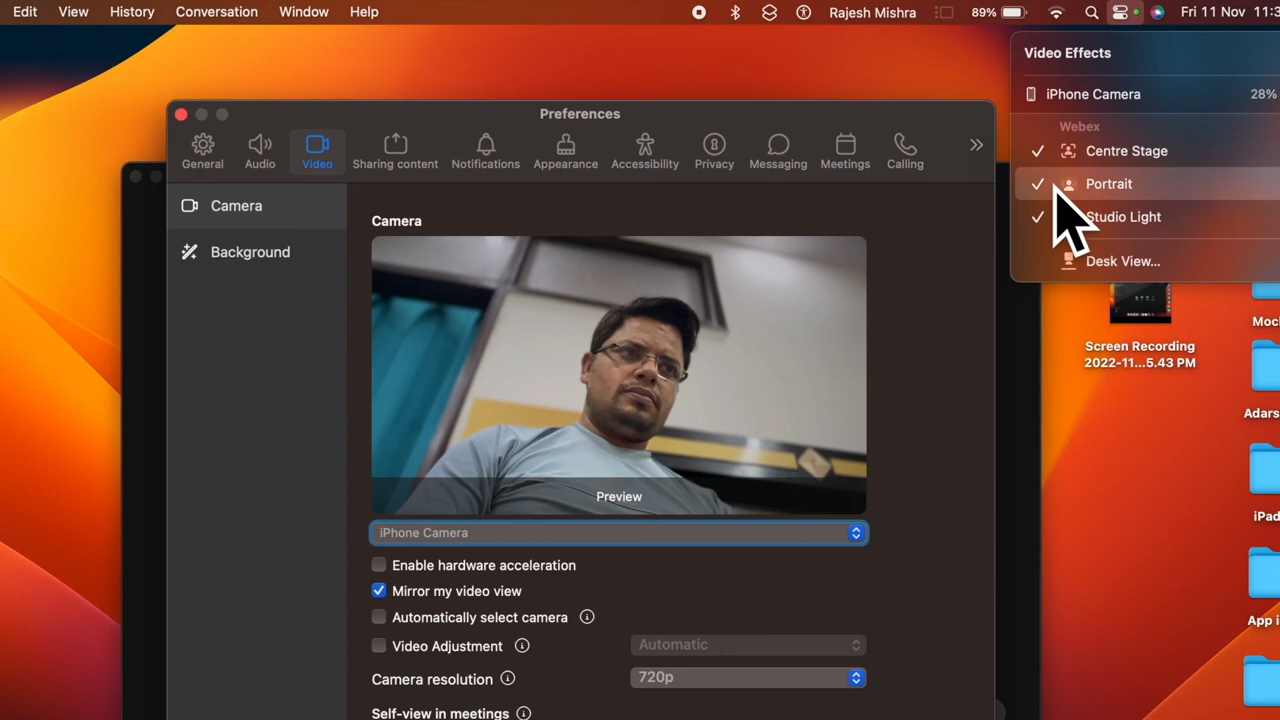 Edit View History Conversation Window Help Rajesh Mishra 89% Fri 11 Nov 11:3
Video Effects
iPhone Camera 28%
Webex
Centre Stage
Portrait
Studio Light
Desk View...
Preferences
General Audio Video Sharing content Notifications Appearance Accessibility Privacy Messaging Meetings Calling
Camera
Background
Camera
Preview
iPhone Camera
Enable hardware acceleration
Mirror my video view
Automatically select camera
Video Adjustment Automatic
Camera resolution 720p
Self-view in meetings
Screen Recording
2022-11...5.43 PM
Moc
Adars
iPad
App i